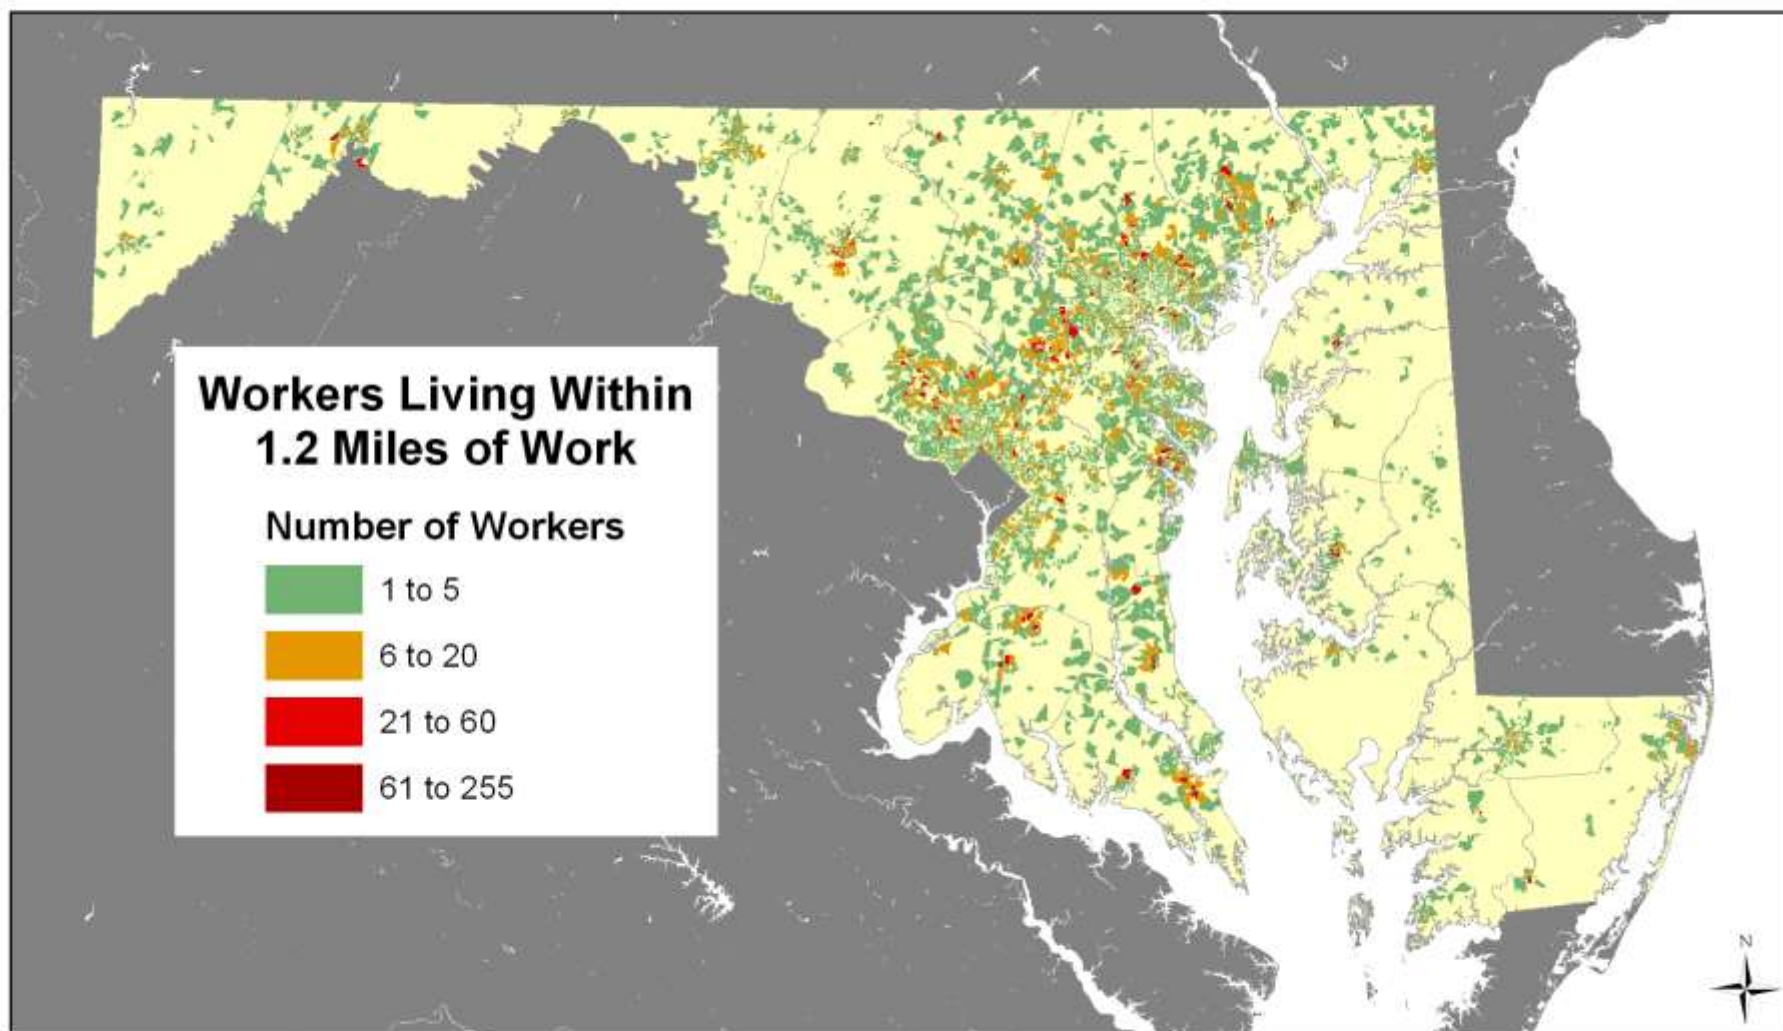 Workers Living Within
1.2 Miles of Work
Number of Workers
1 to 5
6 to 20
21 to 60
61 to 255
N